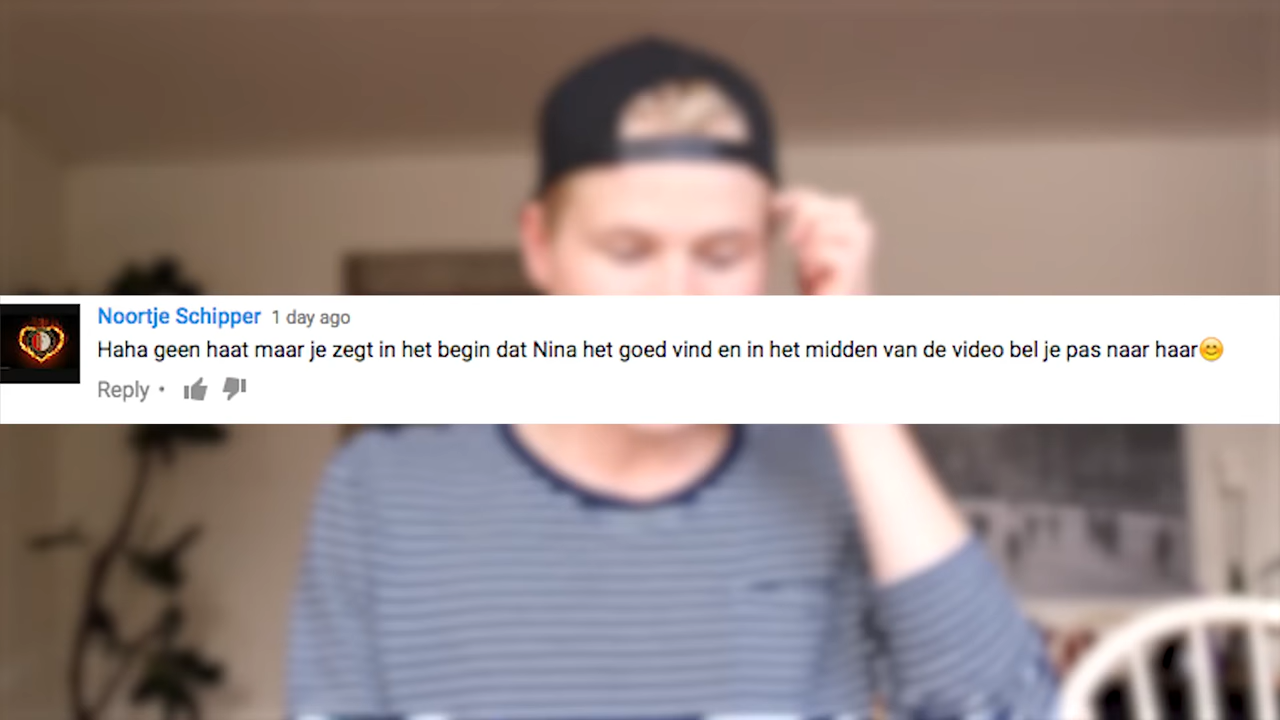 Noortje Schipper 1 day ago
Haha geen haat maar je zegt in het begin dat Nina het goed vind en in het midden van de video bel je pas naar haar😊
Reply •